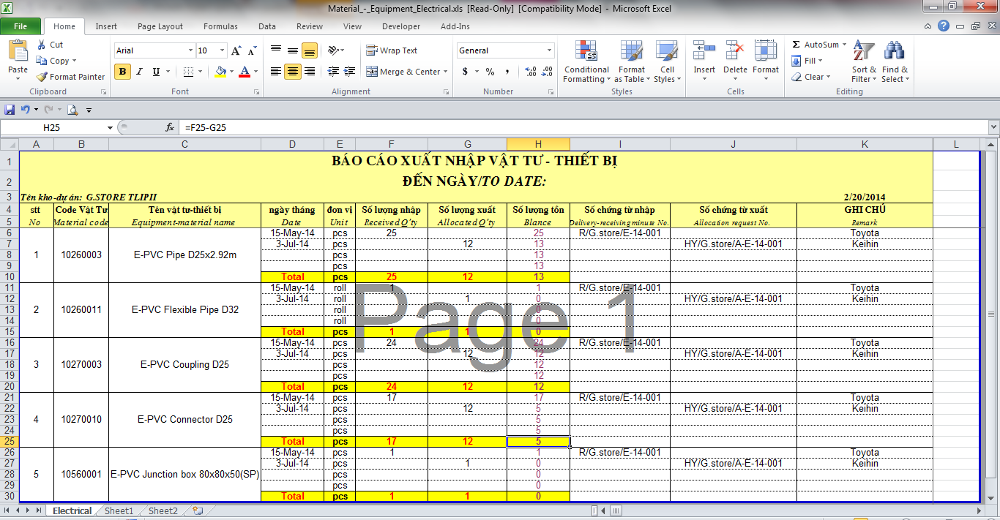 Material_-_Equipment_Electrical.xls [Read-Only] [Compatibility Mode] - Microsoft Excel
File Home Insert Page Layout Formulas Data Review View Developer Add-Ins
Paste Cut Arial 10 Wrap Text General Conditional Format Cell Insert Delete Format AutoSum Sort & Find &
Copy Formatting as Table Styles Fill Filter Select
Format Painter B I U Merge & Center $ % , Clear
Clipboard Font Alignment Number Styles Cells Editing
H25 fx =F25-G25
A B C D E F G H I J K L
1 BÁO CÁO XUẤT NHẬP VẬT TƯ - THIẾT BỊ
2 ĐẾN NGÀY/TO DATE:
3 Tên kho-dự án: G.STORE TLIPII 2/20/2014
4 stt Code Vật Tư Tên vật tư-thiết bị ngày tháng đơn vị Số lượng nhập Số lượng xuất Số lượng tồn Số chứng từ nhập Số chứng từ xuất GHI CHÚ
5 No Material code Equipment-material name Date Unit Received Q'ty Allocated Q'ty Blance Delivery-receiving minute No. Allocation request No. Remark
6 15-May-14 pcs 25 25 R/G.store/E-14-001 Toyota
7 3-Jul-14 pcs 12 13 HY/G.store/A-E-14-001 Keihin
8 1 10260003 E-PVC Pipe D25x2.92m pcs 13
9 pcs 13
10 Total pcs 25 12 13
11 15-May-14 roll 1 1 R/G.store/E-14-001 Toyota
12 3-Jul-14 roll 1 0 HY/G.store/A-E-14-001 Keihin
13 2 10260011 E-PVC Flexible Pipe D32 roll 0
14 roll 0
15 Total pcs 1 1 0
Page 1
16 15-May-14 pcs 24 24 R/G.store/E-14-001 Toyota
17 3-Jul-14 pcs 12 12 HY/G.store/A-E-14-001 Keihin
18 3 10270003 E-PVC Coupling D25 pcs 12
19 pcs 12
20 Total pcs 24 12 12
21 15-May-14 pcs 17 17 R/G.store/E-14-001 Toyota
22 3-Jul-14 pcs 12 5 HY/G.store/A-E-14-001 Keihin
23 4 10270010 E-PVC Connector D25 pcs 5
24 pcs 5
25 Total pcs 17 12 5
26 15-May-14 pcs 1 1 R/G.store/E-14-001 Toyota
27 3-Jul-14 pcs 1 0 HY/G.store/A-E-14-001 Keihin
28 5 10560001 E-PVC Junction box 80x80x50(SP) pcs 0
29 pcs 0
30 Total pcs 1 1 0
Electrical Sheet1 Sheet2